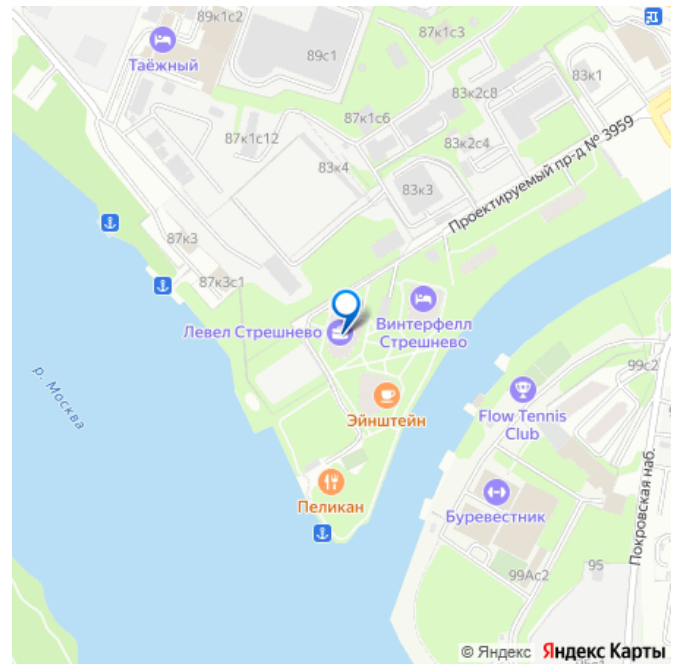 89к1с2
Таёжный
89с1
87к1с3
83к1
83к2с8
87к1с6
87к1с12
83к2с4
83к4
83к3
Проектируемый пр-д № 3959
87к3
87к3с1
Левел Стрешнево
Винтерфелл
Стрешнево
р. Москва
99с2
Эйнштейн
Flow Tennis
Club
Пеликан
Буревестник
Покровская наб.
95
99Ас2
© Яндекс Яндекс Карты